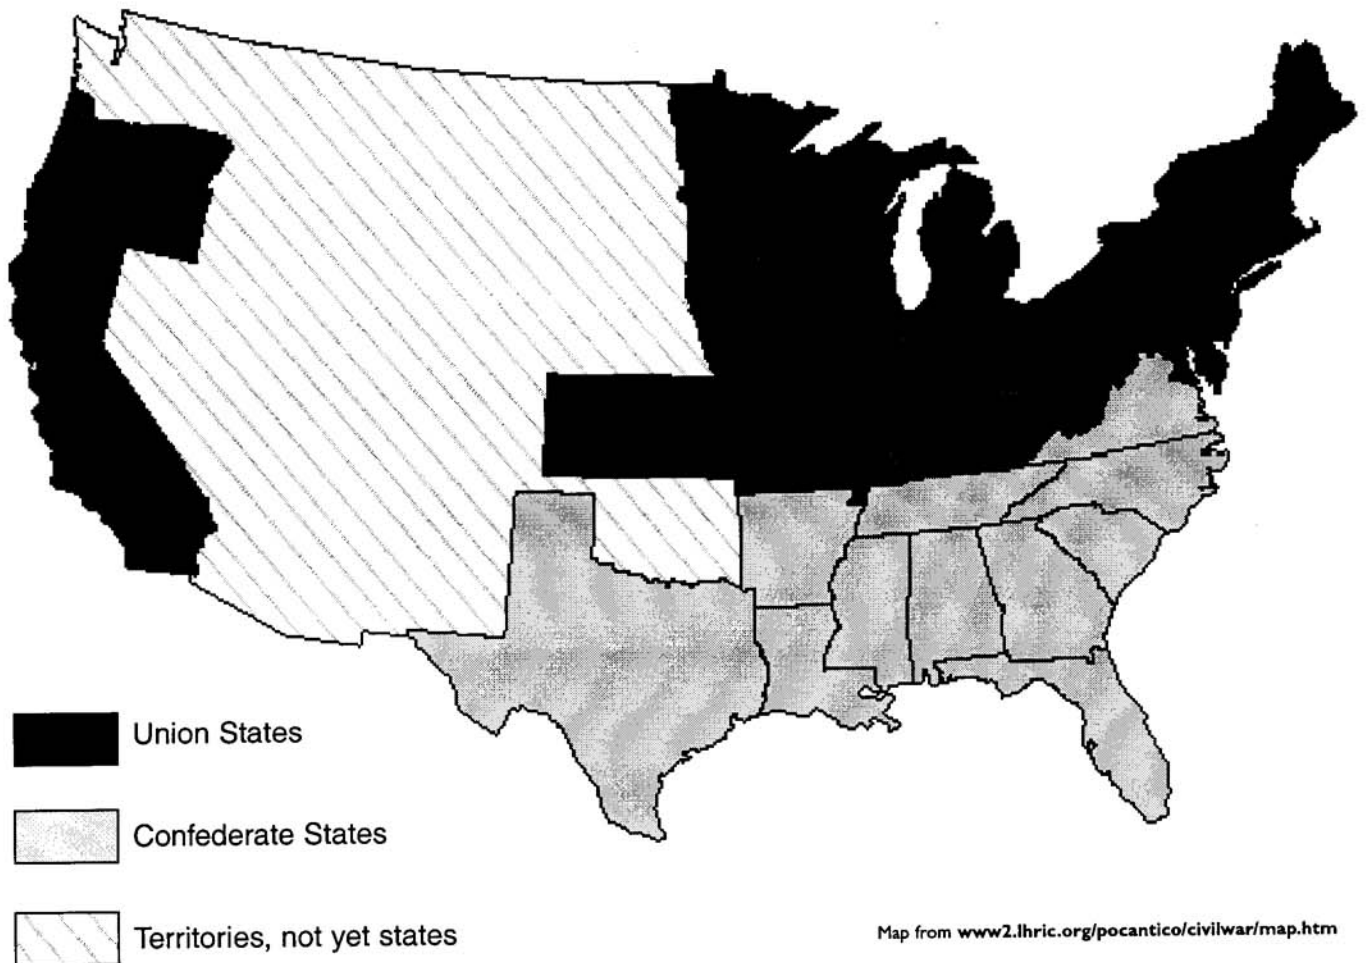 Union States
Confederate States
Territories, not yet states
Map from www2.lhric.org/pocantico/civilwar/map.htm